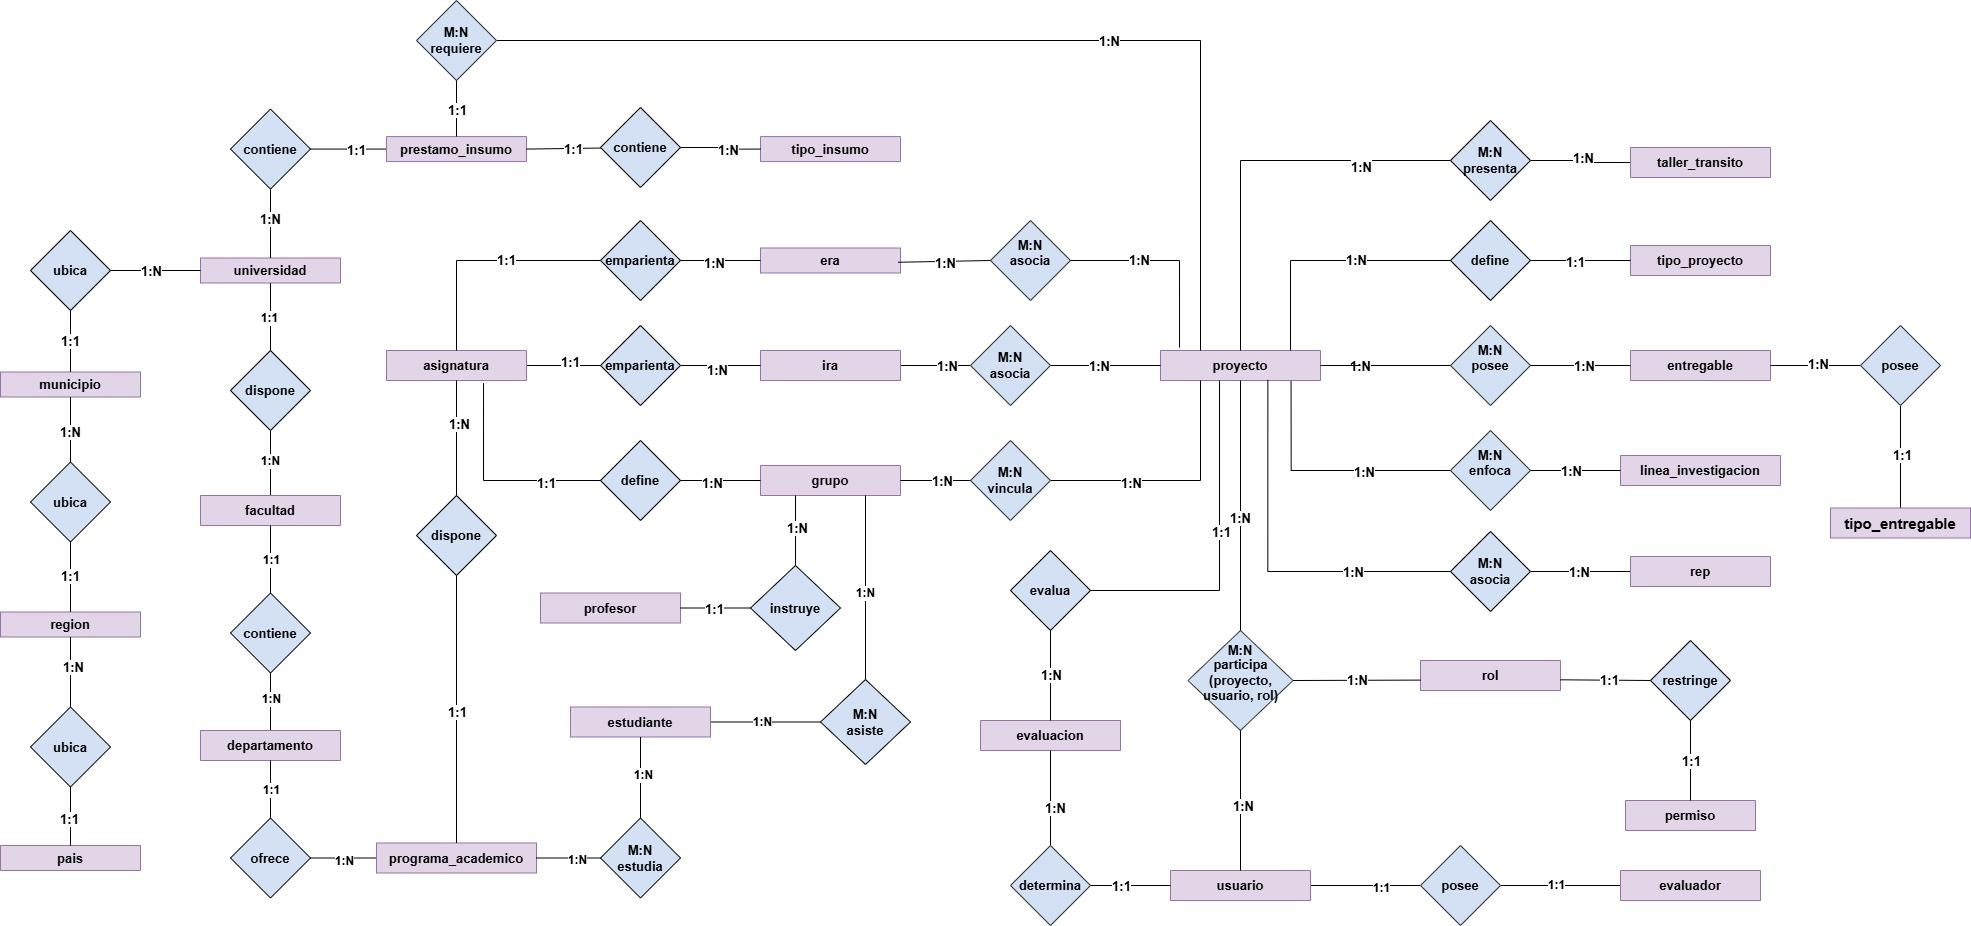 M:N
requiere
1:N
1:1
contiene
1:1
prestamo_insumo
1:1
contiene
1:N
tipo_insumo
M:N
presenta
1:N
1:N
taller_transito
1:N
ubica
1:N
universidad
1:1
emparienta
1:N
era
1:N
M:N
asocia
1:N
1:N
define
1:1
tipo_proyecto
1:1
1:1
municipio
dispone
asignatura
1:1
emparienta
1:N
ira
1:N
M:N
asocia
1:N
proyecto
1:N
M:N
posee
1:N
entregable
1:N
posee
1:N
1:N
1:N
1:1
ubica
facultad
1:1
define
1:N
grupo
1:N
M:N
vincula
1:N
1:N
M:N
enfoca
1:N
linea_investigacion
tipo_entregable
dispone
1:N
1:1
1:N
1:1
1:1
evalua
1:N
M:N
asocia
1:N
rep
region
contiene
profesor
1:1
instruye
1:N
1:N
1:N
1:N
M:N
participa
(proyecto,
usuario, rol)
1:N
rol
1:1
restringe
ubica
departamento
1:1
estudiante
1:N
M:N
asiste
evaluacion
1:1
1:1
1:1
1:N
1:N
1:N
permiso
pais
ofrece
1:N
programa_academico
1:N
M:N
estudia
determina
1:1
usuario
1:1
posee
1:1
evaluador